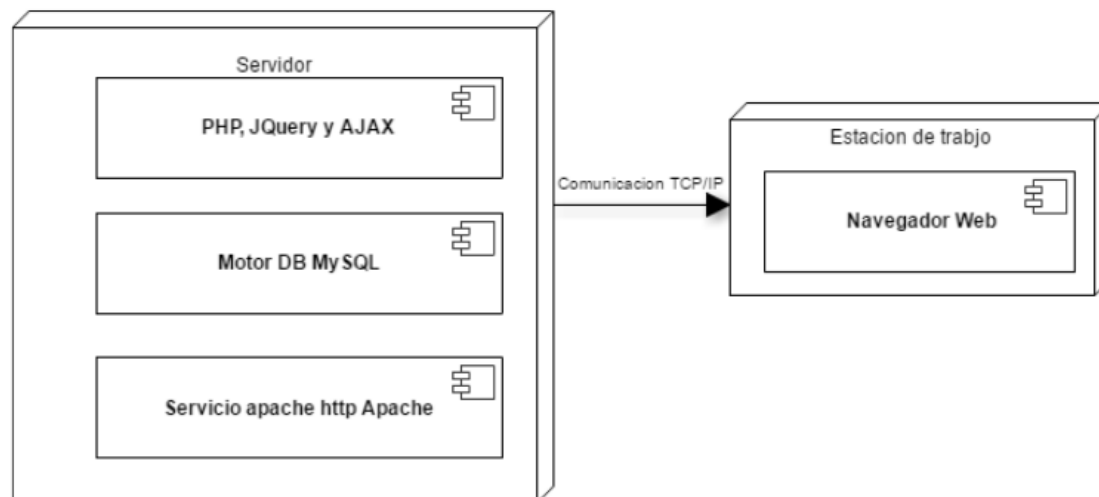 Servidor
PHP, JQuery y AJAX
Motor DB MySQL
Servicio apache http Apache
Comunicacion TCP/IP
Estacion de trabjo
Navegador Web